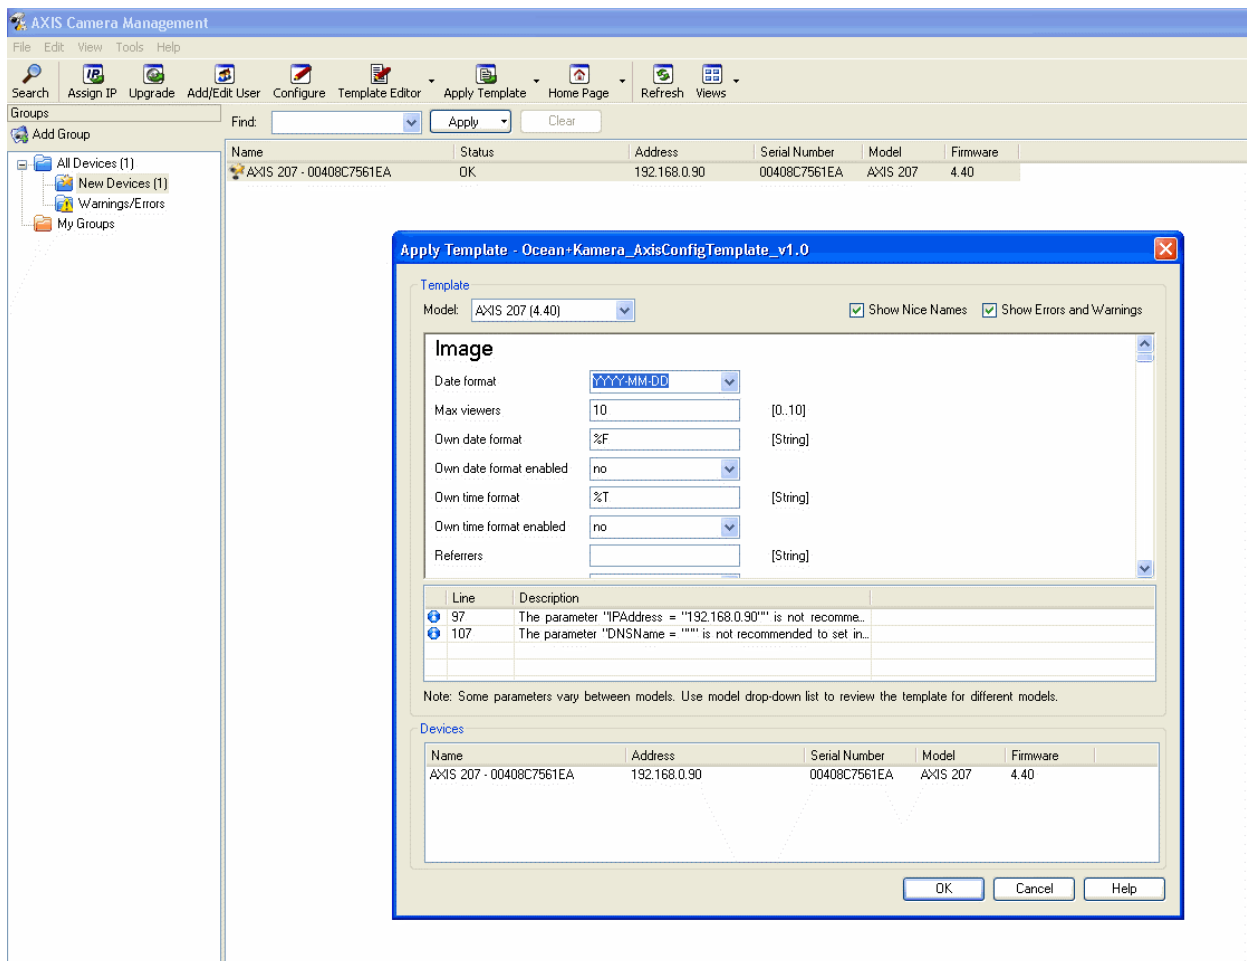 AXIS Camera Management
File Edit View Tools Help
Search Assign IP Upgrade Add/Edit User Configure Template Editor Apply Template Home Page Refresh Views
Groups
Add Group
Find: Apply Clear
All Devices (1)
New Devices (1)
Warnings/Errors
My Groups
Name Status Address Serial Number Model Firmware
AXIS 207 - 00408C7561EA OK 192.168.0.90 00408C7561EA AXIS 207 4.40
Apply Template - Ocean+Kamera_AxisConfigTemplate_v1.0
Template
Model: AXIS 207 (4.40) Show Nice Names Show Errors and Warnings
Image
Date format YYYY-MM-DD
Max viewers 10 [0..10]
Own date format %F [String]
Own date format enabled no
Own time format %T [String]
Own time format enabled no
Referrers [String]
Line Description
97 The parameter "IPAddress = "192.168.0.90"" is not recomme...
107 The parameter "DNSName = """ is not recommended to set in...
Note: Some parameters vary between models. Use model drop-down list to review the template for different models.
Devices
Name Address Serial Number Model Firmware
AXIS 207 - 00408C7561EA 192.168.0.90 00408C7561EA AXIS 207 4.40
OK Cancel Help